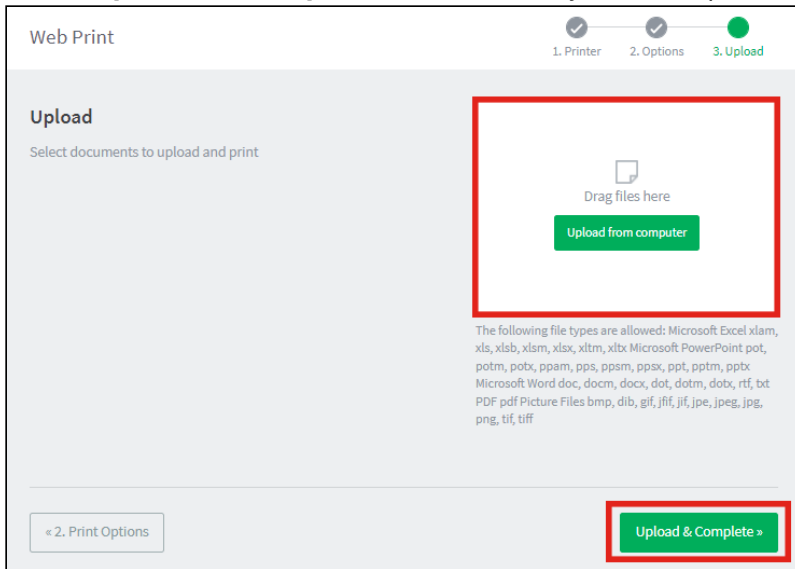 Web Print
1. Printer
2. Options
3. Upload
Upload
Select documents to upload and print
Drag files here
Upload from computer
The following file types are allowed: Microsoft Excel xlam,
xls, xlsb, xlsm, xlsx, xltm, xltx Microsoft PowerPoint pot,
potm, potx, ppam, pps, ppsm, ppsx, ppt, pptm, pptx
Microsoft Word doc, docm, docx, dot, dotm, dotx, rtf, txt
PDF pdf Picture Files bmp, dib, gif, jfif, jif, jpe, jpeg, jpg,
png, tif, tiff
« 2. Print Options
Upload & Complete »